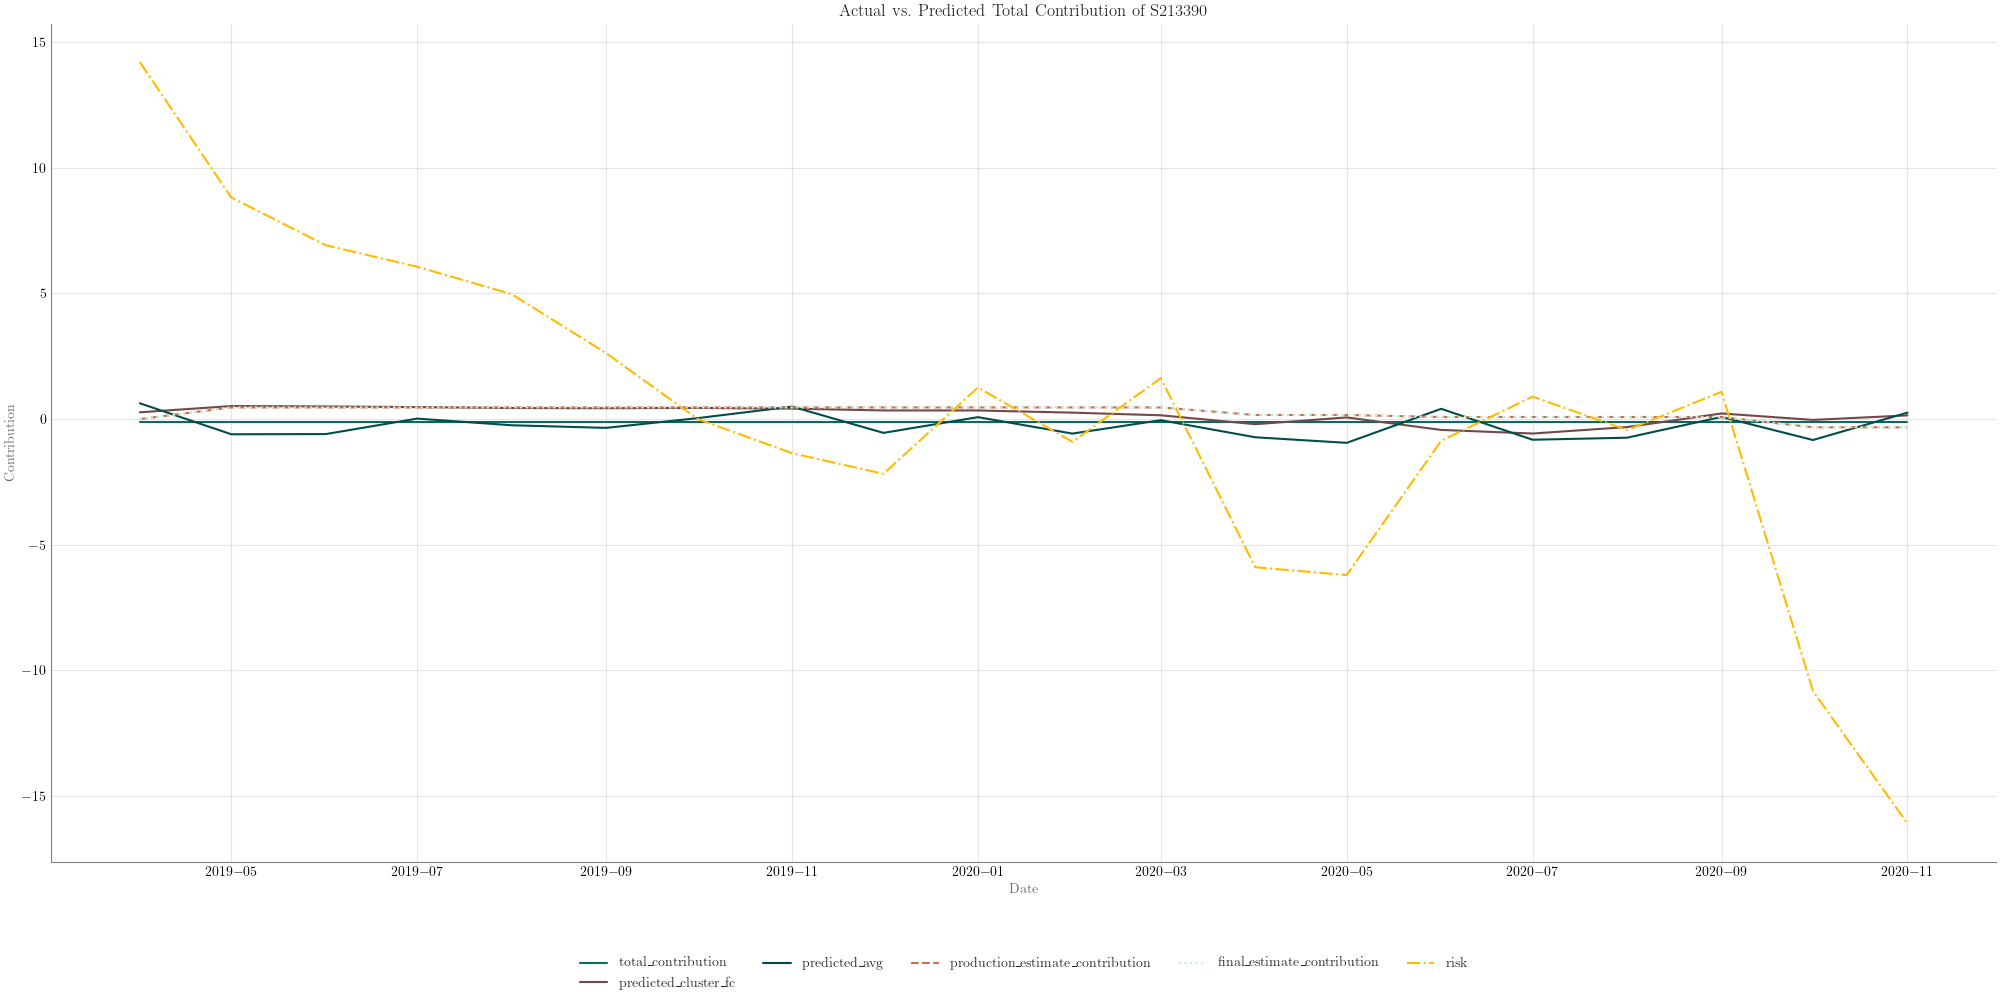 Actual vs. Predicted Total Contribution of S213390
15
10
5
0
−5
−10
−15
Contribution
2019−05 2019−07 2019−09 2019−11 2020−01 2020−03 2020−05 2020−07 2020−09 2020−11
Date
total_contribution predicted_avg production_estimate_contribution final_estimate_contribution risk
predicted_cluster_fc